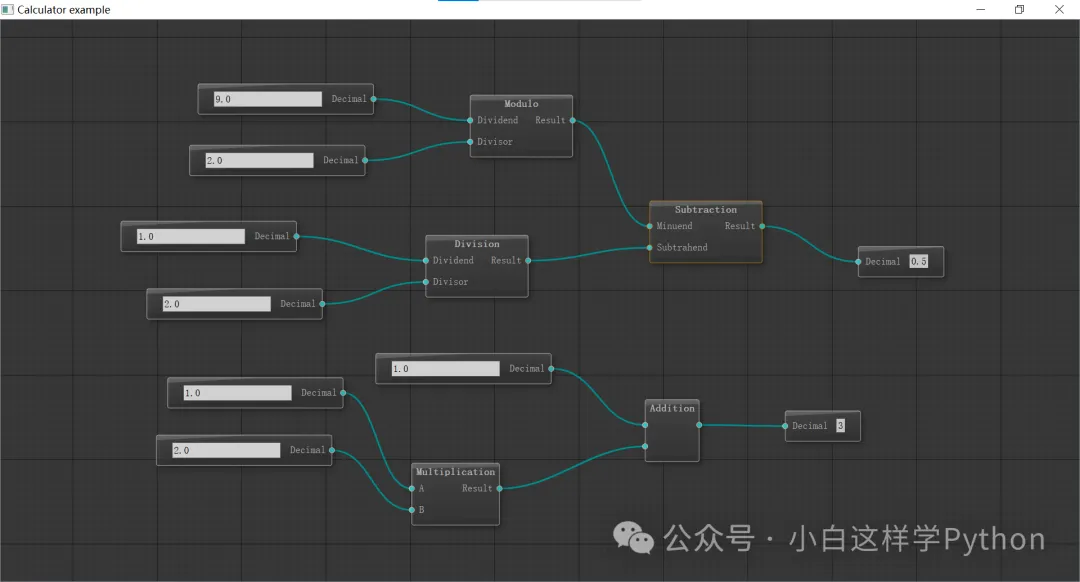 Calculator example
9.0 Decimal
Modulo
Dividend Result
Divisor
2.0 Decimal
Subtraction
Minuend Result
Subtrahend
1.0 Decimal
Division
Dividend Result
Divisor
Decimal 0.5
2.0 Decimal
1.0 Decimal
1.0 Decimal
Addition
Decimal 3
2.0 Decimal
Multiplication
A Result
B
公众号 · 小白这样学Python